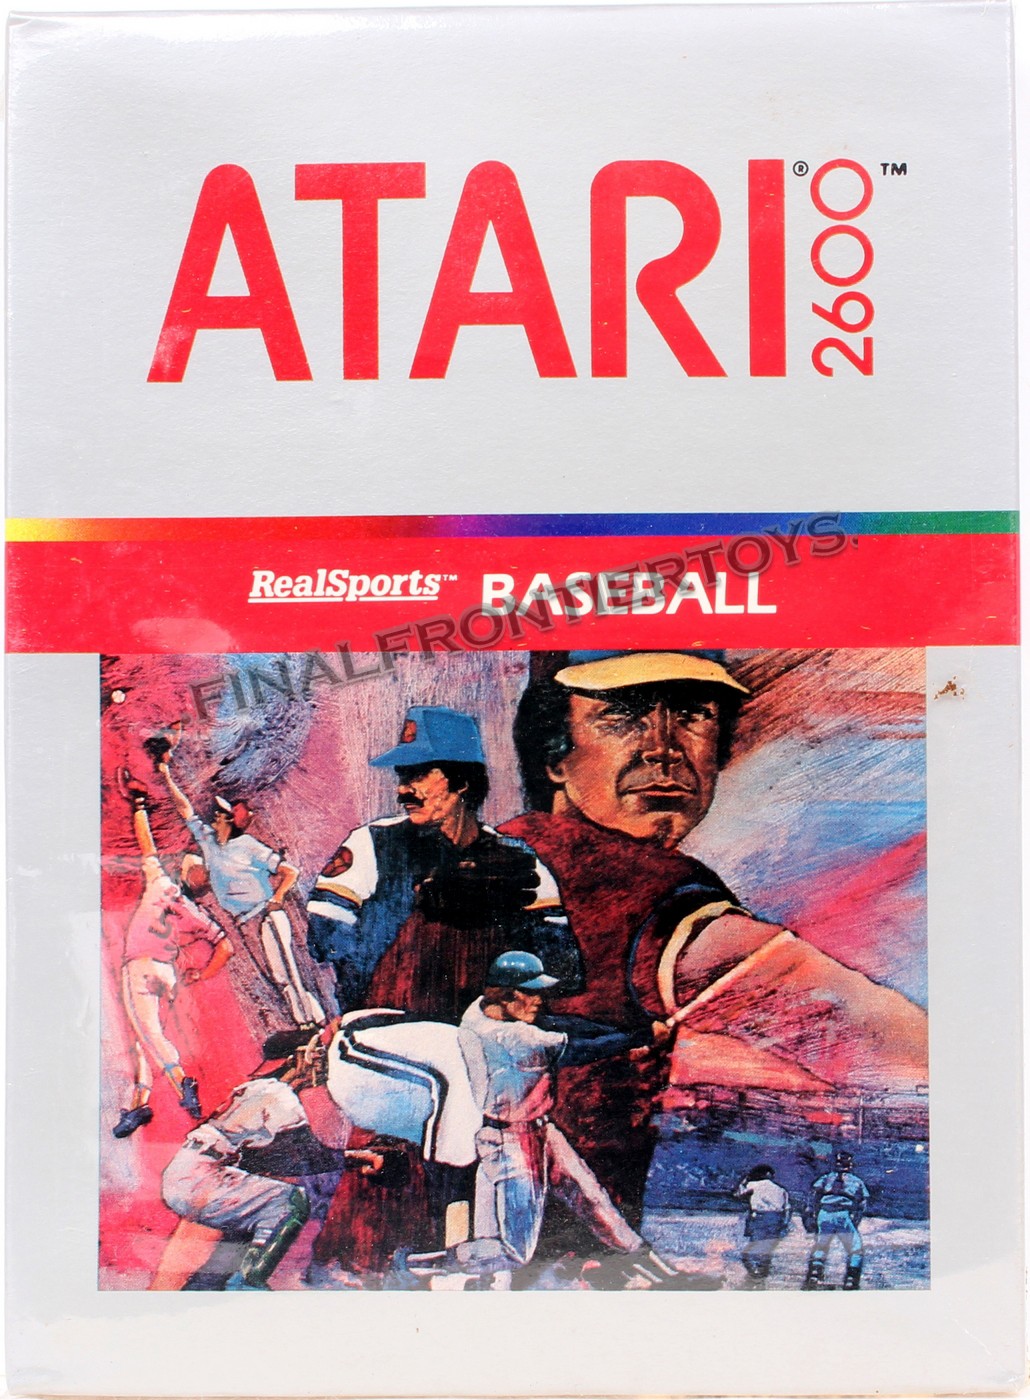 ATARI® 2600™
RealSports™ BASEBALL
.FINALFRONTIERTOYS.